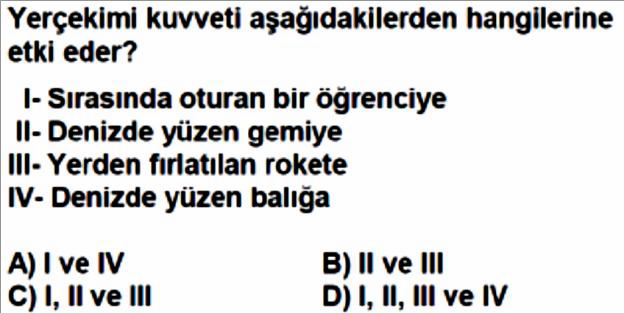 Yerçekimi kuvveti aşağıdakilerden hangilerine
etki eder?
I- Sırasında oturan bir öğrenciye
II- Denizde yüzen gemiye
III- Yerden fırlatılan rokete
IV- Denizde yüzen balığa
A) I ve IV B) II ve III
C) I, II ve III D) I, II, III ve IV